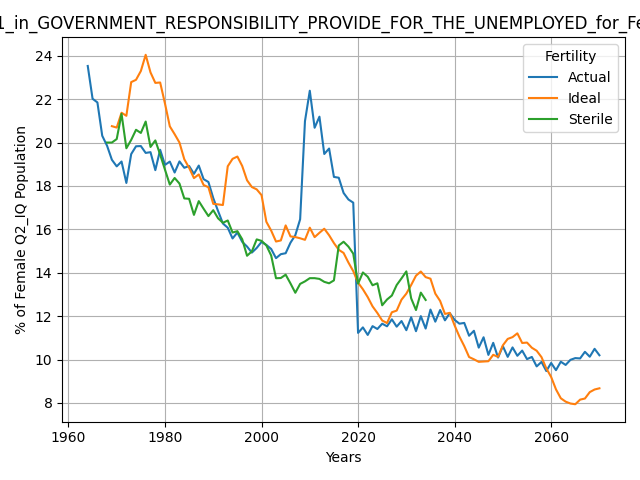 1_in_GOVERNMENT_RESPONSIBILITY_PROVIDE_FOR_THE_UNEMPLOYED_for_Fe
24
22
20
18
16
14
12
10
8
% of Female Q2_IQ Population
Fertility
Actual
Ideal
Sterile
1960 1980 2000 2020 2040 2060
Years